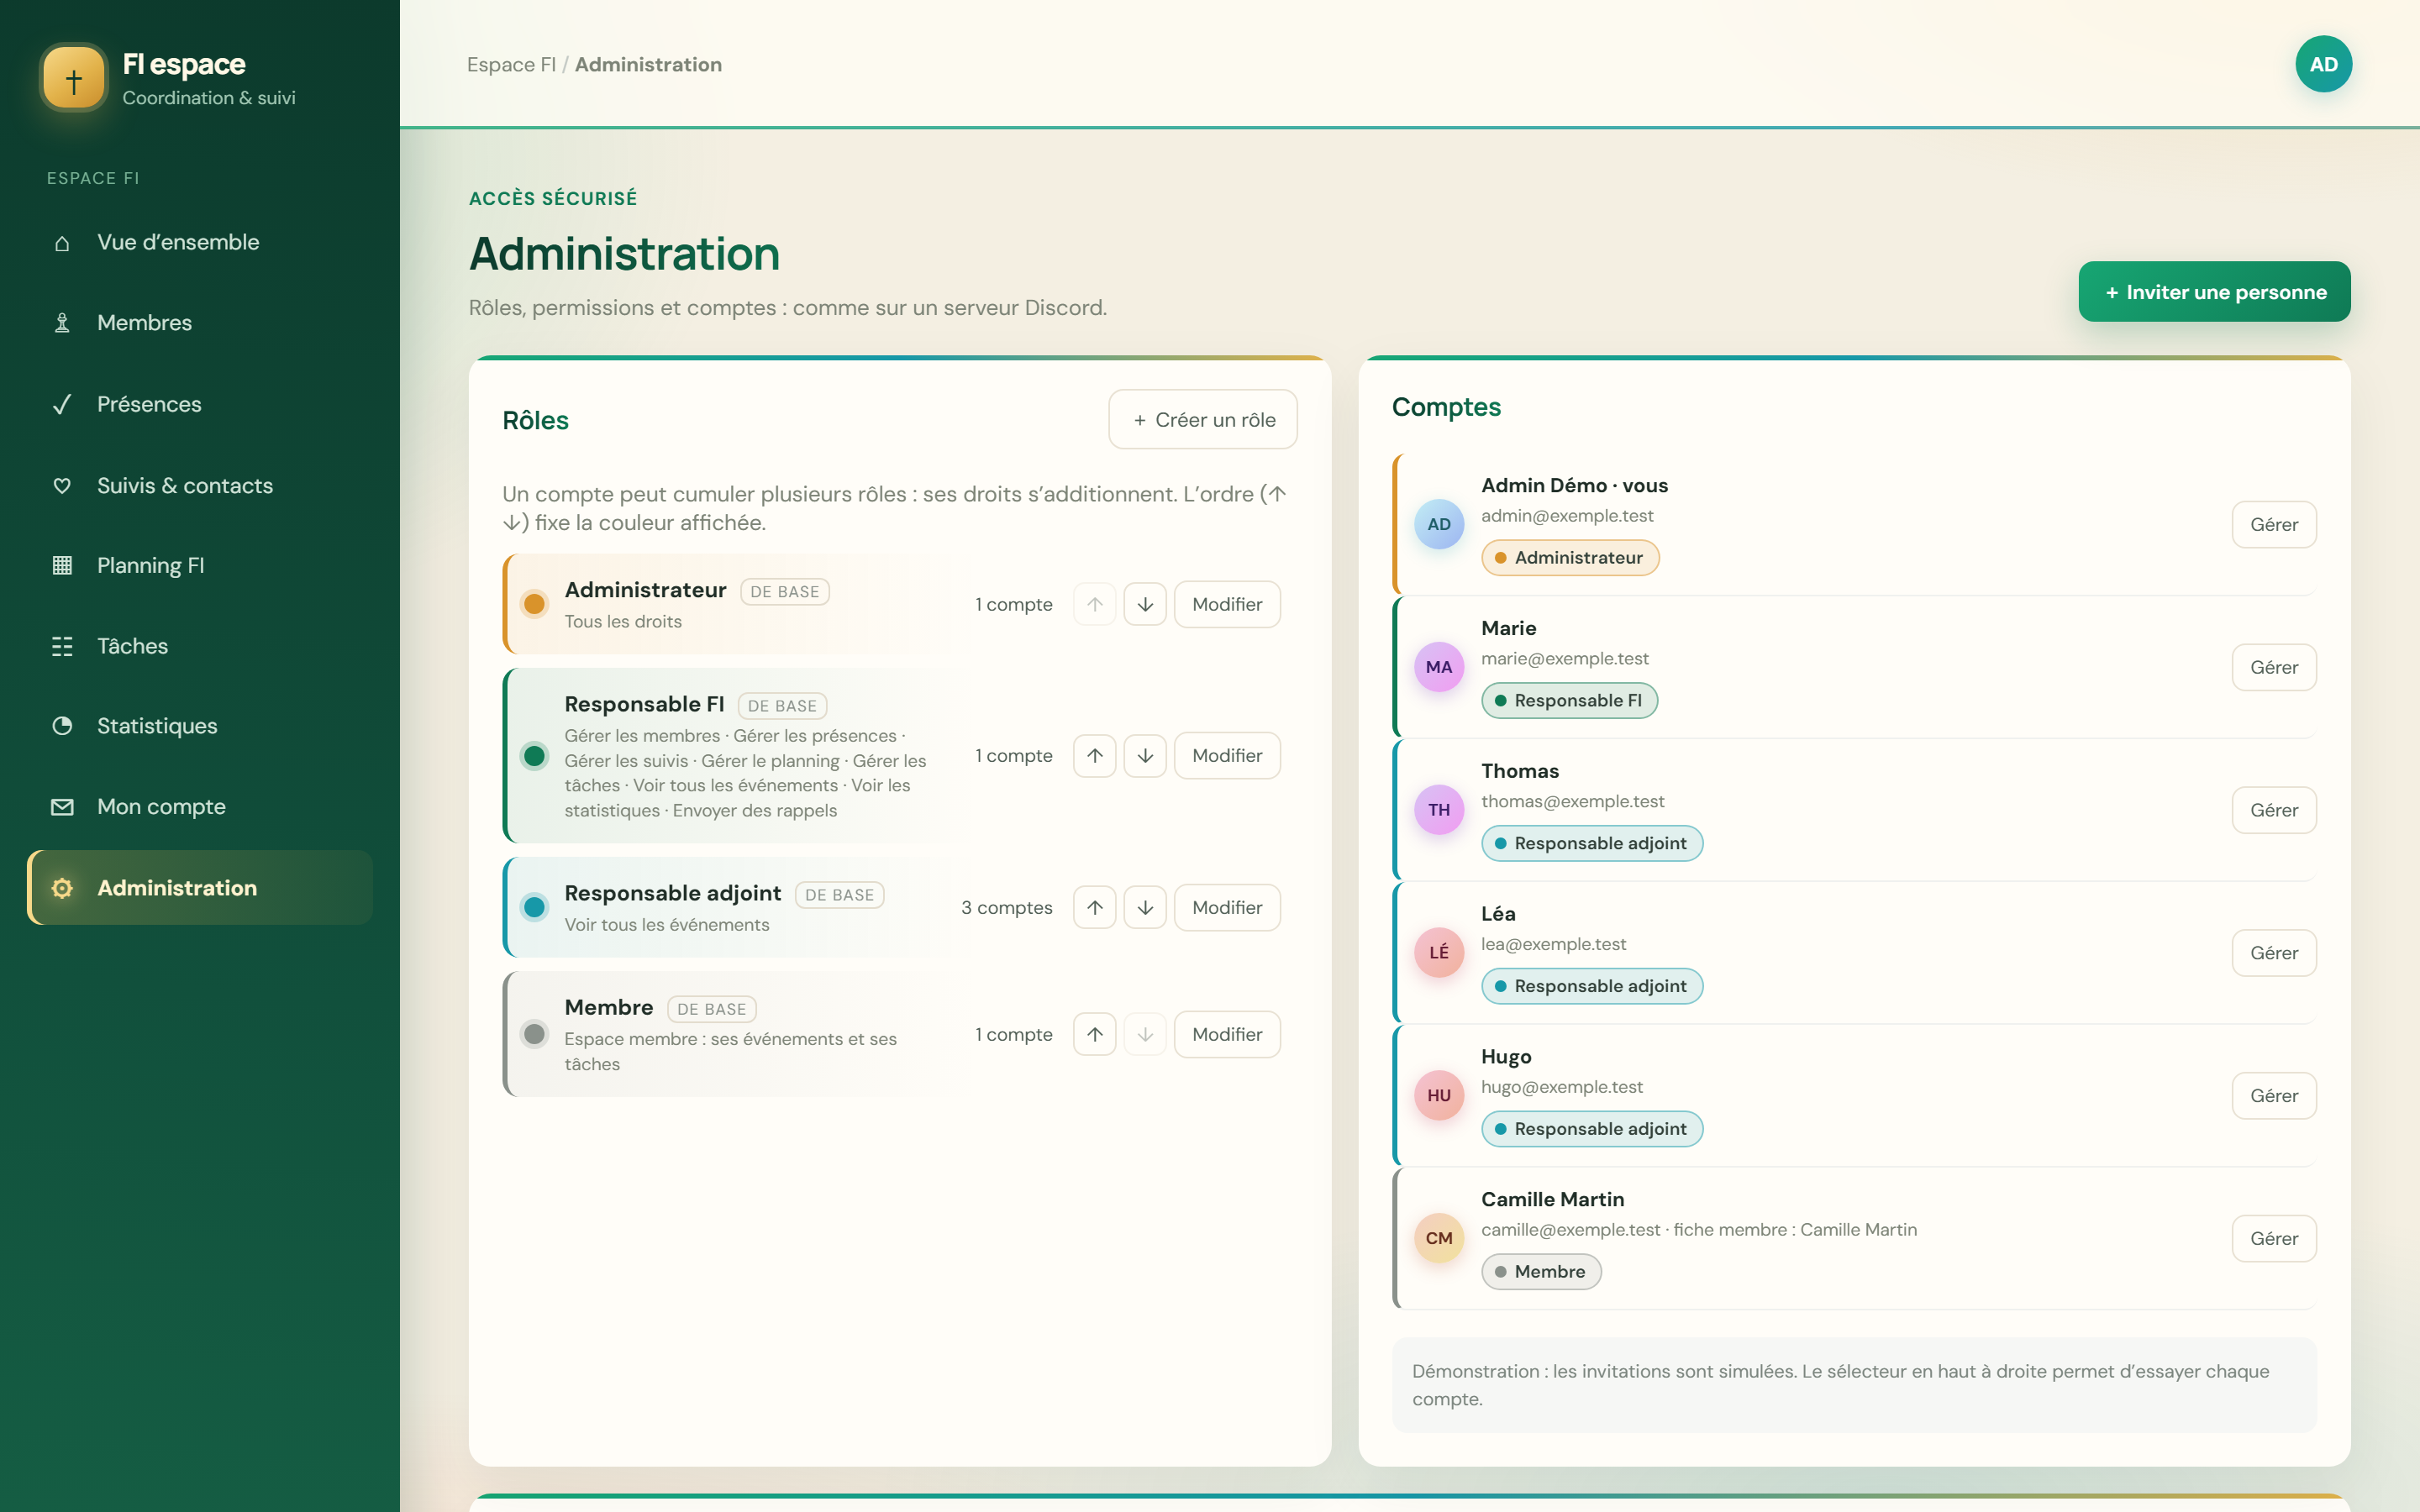 FI espace
Coordination & suivi
ESPACE FI
Vue d’ensemble
Membres
Présences
Suivis & contacts
Planning FI
Tâches
Statistiques
Mon compte
Administration
Espace FI / Administration
AD
ACCÈS SÉCURISÉ
Administration
Rôles, permissions et comptes : comme sur un serveur Discord.
+ Inviter une personne
Rôles
+ Créer un rôle
Un compte peut cumuler plusieurs rôles : ses droits s’additionnent. L’ordre (↑
↓) fixe la couleur affichée.
Administrateur DE BASE
Tous les droits
1 compte ↑ ↓ Modifier
Responsable FI DE BASE
Gérer les membres · Gérer les présences ·
Gérer les suivis · Gérer le planning · Gérer les
tâches · Voir tous les événements · Voir les
statistiques · Envoyer des rappels
1 compte ↑ ↓ Modifier
Responsable adjoint DE BASE
Voir tous les événements
3 comptes ↑ ↓ Modifier
Membre DE BASE
Espace membre : ses événements et ses
tâches
1 compte ↑ ↓ Modifier
Comptes
AD
Admin Démo · vous
admin@exemple.test
Administrateur
Gérer
MA
Marie
marie@exemple.test
Responsable FI
Gérer
TH
Thomas
thomas@exemple.test
Responsable adjoint
Gérer
LÉ
Léa
lea@exemple.test
Responsable adjoint
Gérer
HU
Hugo
hugo@exemple.test
Responsable adjoint
Gérer
CM
Camille Martin
camille@exemple.test · fiche membre : Camille Martin
Membre
Gérer
Démonstration : les invitations sont simulées. Le sélecteur en haut à droite permet d’essayer chaque
compte.